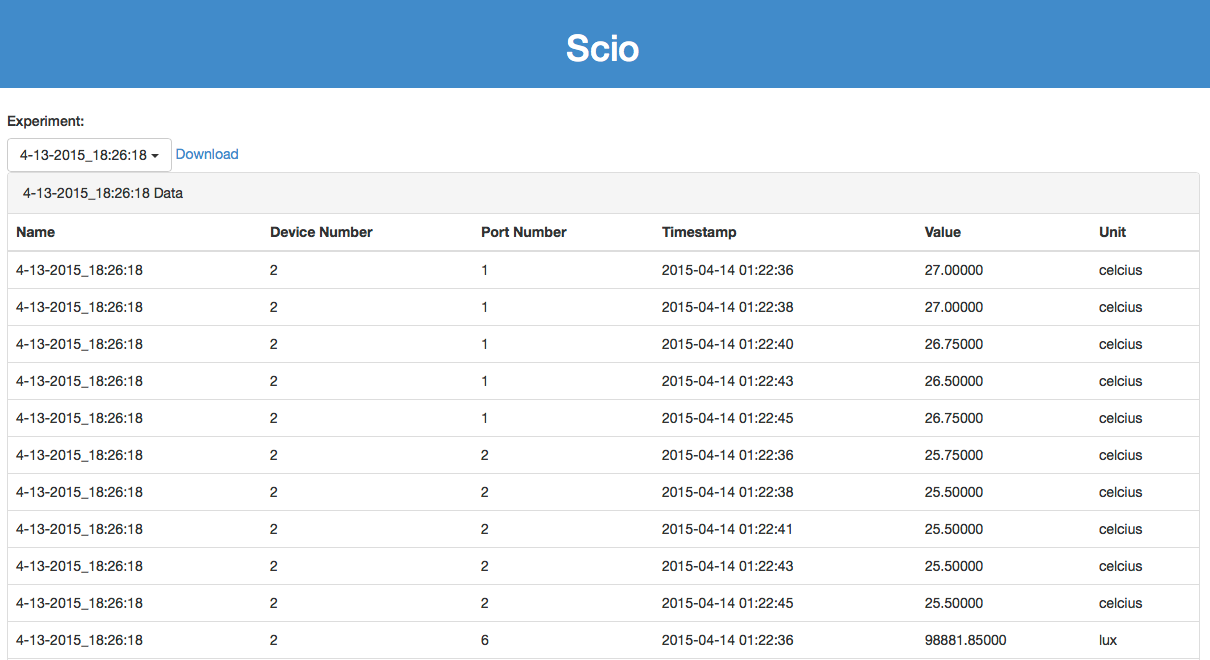 Scio
Experiment:
4-13-2015_18:26:18 Download
4-13-2015_18:26:18 Data
Name Device Number Port Number Timestamp Value Unit
4-13-2015_18:26:18 2 1 2015-04-14 01:22:36 27.00000 celcius
4-13-2015_18:26:18 2 1 2015-04-14 01:22:38 27.00000 celcius
4-13-2015_18:26:18 2 1 2015-04-14 01:22:40 26.75000 celcius
4-13-2015_18:26:18 2 1 2015-04-14 01:22:43 26.50000 celcius
4-13-2015_18:26:18 2 1 2015-04-14 01:22:45 26.75000 celcius
4-13-2015_18:26:18 2 2 2015-04-14 01:22:36 25.75000 celcius
4-13-2015_18:26:18 2 2 2015-04-14 01:22:38 25.50000 celcius
4-13-2015_18:26:18 2 2 2015-04-14 01:22:41 25.50000 celcius
4-13-2015_18:26:18 2 2 2015-04-14 01:22:43 25.50000 celcius
4-13-2015_18:26:18 2 2 2015-04-14 01:22:45 25.50000 celcius
4-13-2015_18:26:18 2 6 2015-04-14 01:22:36 98881.85000 lux